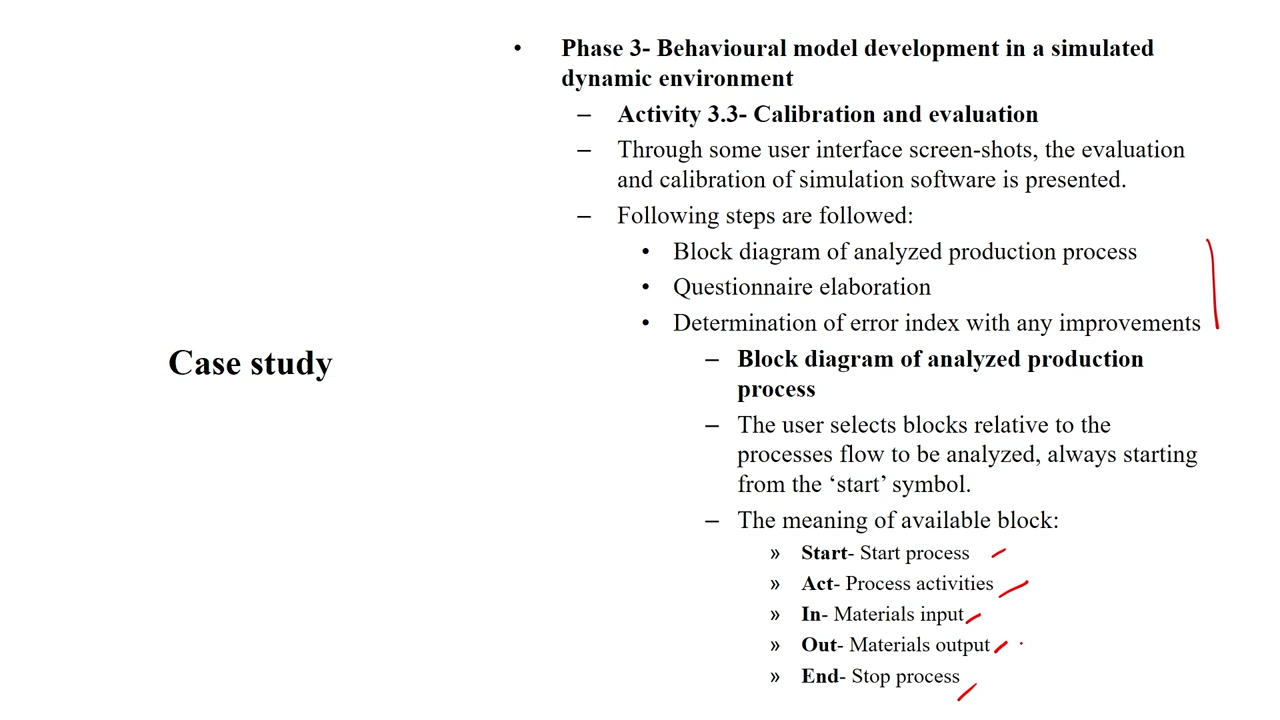 Case study
• Phase 3- Behavioural model development in a simulated
dynamic environment
– Activity 3.3- Calibration and evaluation
– Through some user interface screen-shots, the evaluation
and calibration of simulation software is presented.
– Following steps are followed:
• Block diagram of analyzed production process
• Questionnaire elaboration
• Determination of error index with any improvements
– Block diagram of analyzed production
process
– The user selects blocks relative to the
processes flow to be analyzed, always starting
from the ‘start’ symbol.
– The meaning of available block:
» Start- Start process
» Act- Process activities
» In- Materials input
» Out- Materials output
» End- Stop process